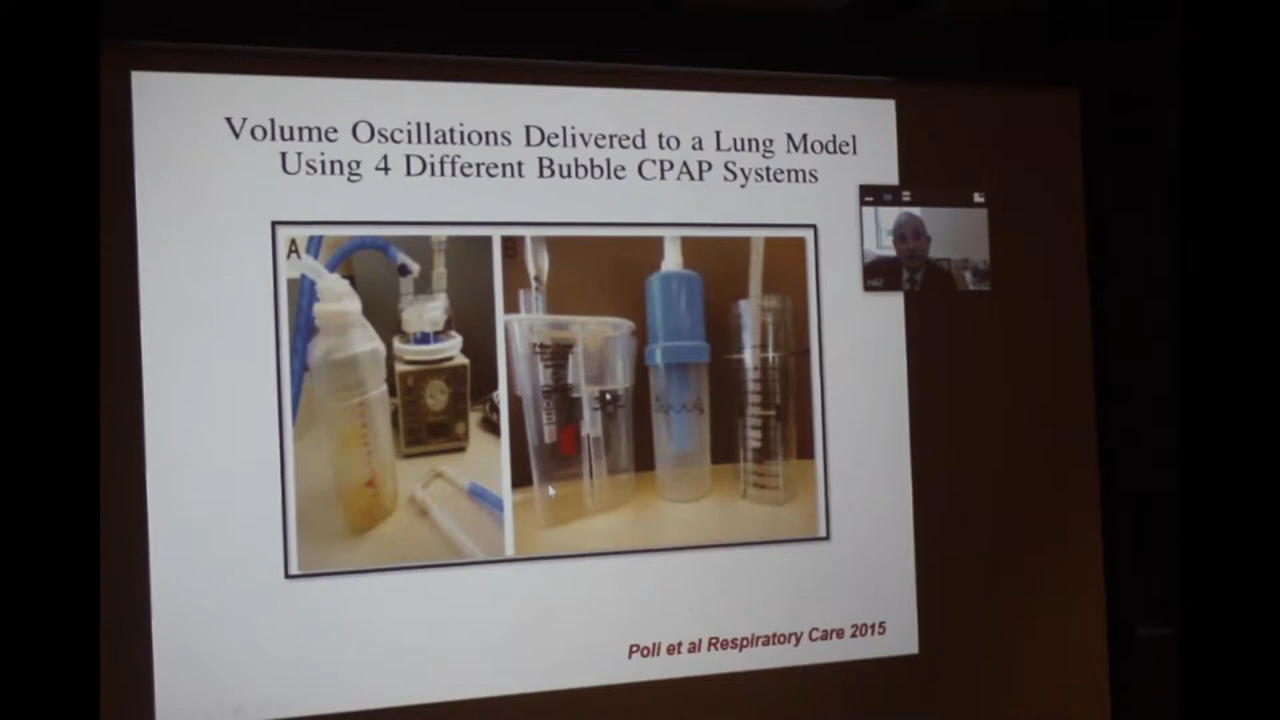 Volume Oscillations Delivered to a Lung Model
Using 4 Different Bubble CPAP Systems
A
B
Poli et al Respiratory Care 2015